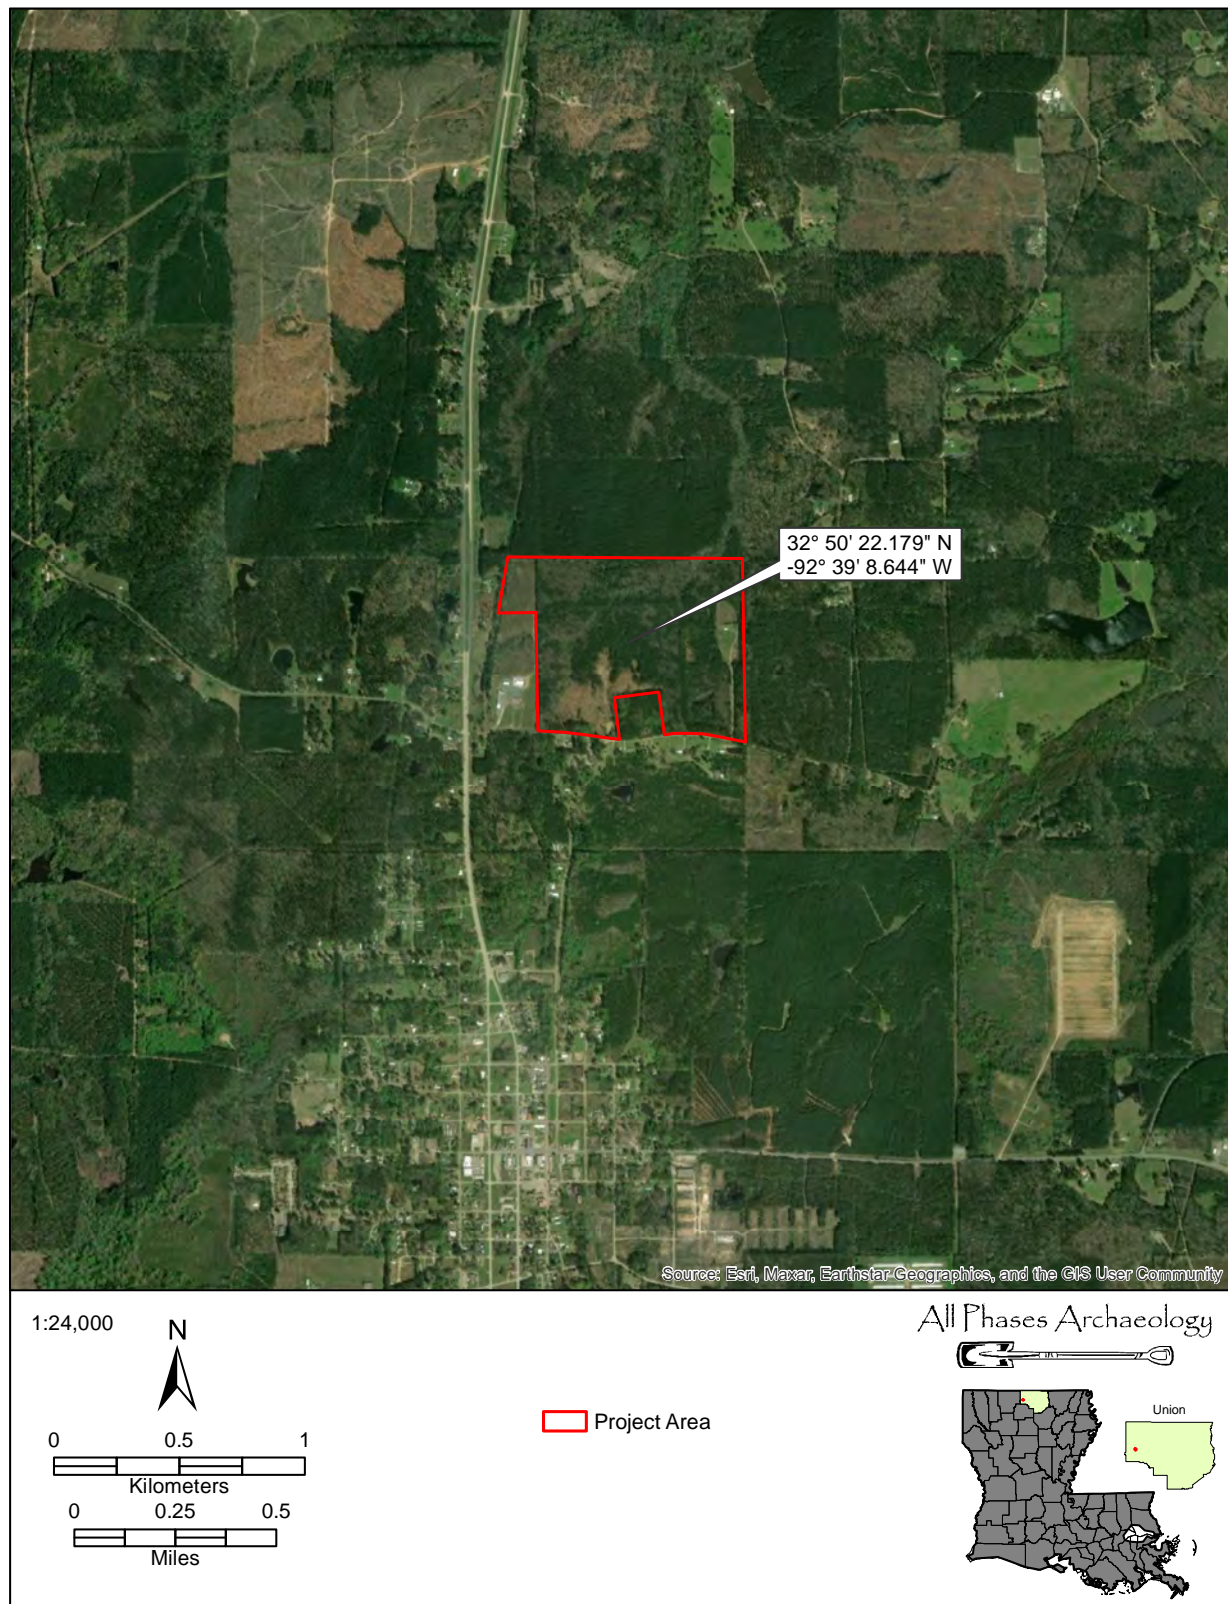 32° 50' 22.179" N
-92° 39' 8.644" W
Source: Esri, Maxar, Earthstar Geographics, and the GIS User Community
1:24,000
N
0 0.5 1
Kilometers
0 0.25 0.5
Miles
Project Area
All Phases Archaeology
Union